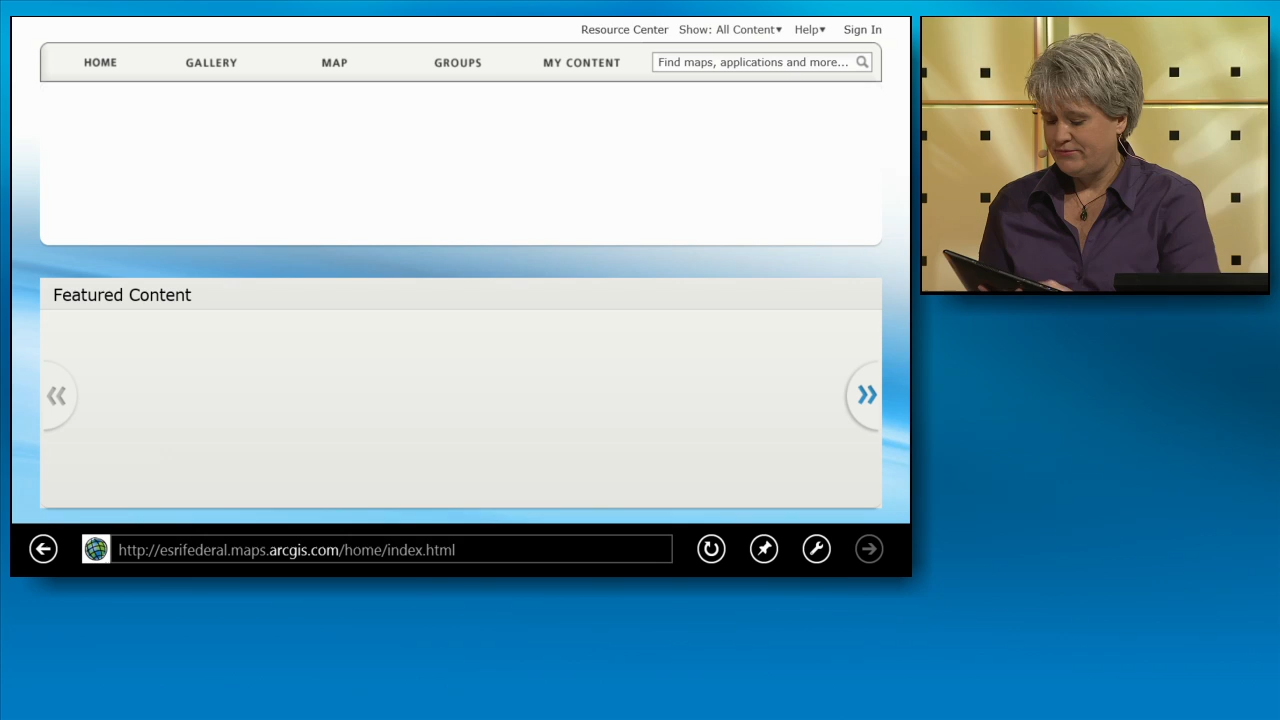 Resource Center Show: All Content▾ Help▾ Sign In
HOME GALLERY MAP GROUPS MY CONTENT Find maps, applications and more...
Featured Content
http://esrifederal.maps.arcgis.com/home/index.html